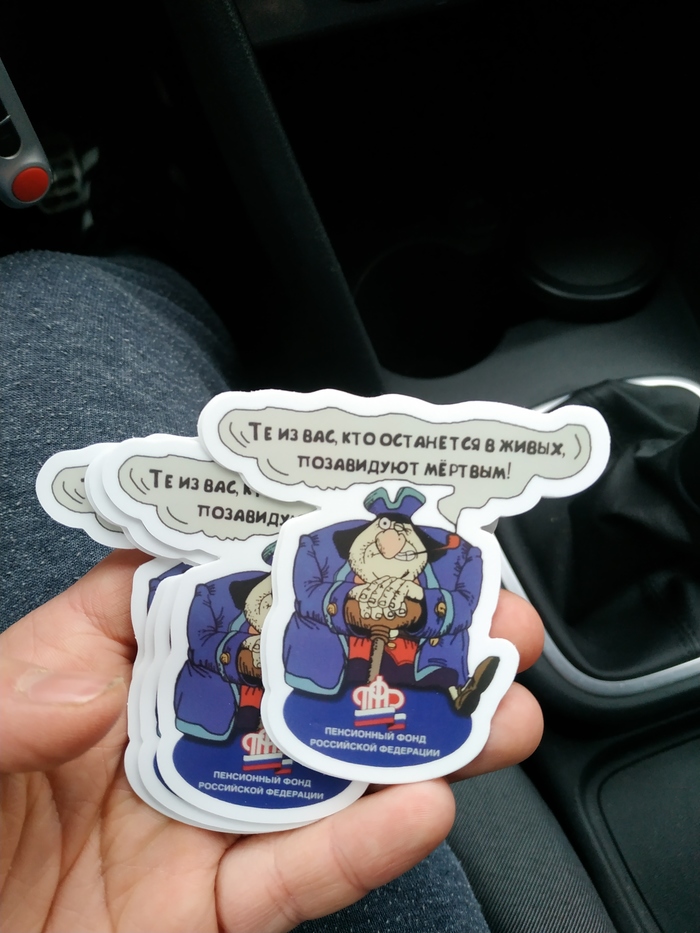 ТЕ ИЗ ВАС, КТО ОСТАНЕТСЯ В ЖИВЫХ,
ПОЗАВИДУЮТ МЁРТВЫМ!
ПЕНСИОННЫЙ ФОНД
РОССИЙСКОЙ ФЕДЕРАЦИИ
ТЕ ИЗ ВАС,
ПОЗАВИДУ
ПЕНСИОННЫЙ ФОНД
РОССИЙСКОЙ ФЕДЕРАЦИИ